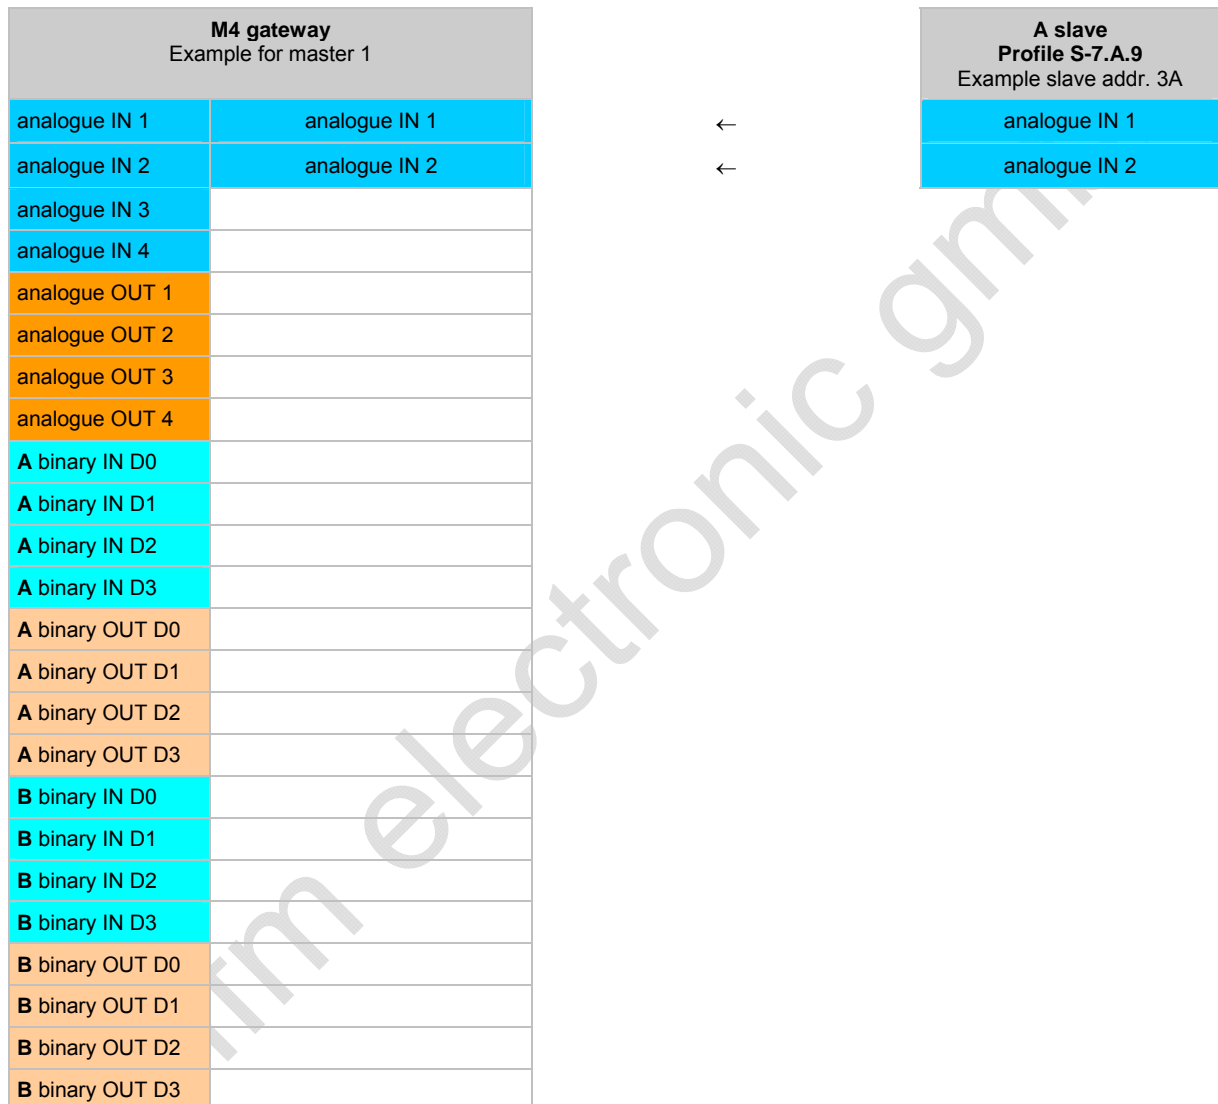 M4 gateway
Example for master 1
A slave
Profile S-7.A.9
Example slave addr. 3A
analogue IN 1 analogue IN 1 ← analogue IN 1
analogue IN 2 analogue IN 2 ← analogue IN 2
analogue IN 3
analogue IN 4
analogue OUT 1
analogue OUT 2
analogue OUT 3
analogue OUT 4
A binary IN D0
A binary IN D1
A binary IN D2
A binary IN D3
A binary OUT D0
A binary OUT D1
A binary OUT D2
A binary OUT D3
B binary IN D0
B binary IN D1
B binary IN D2
B binary IN D3
B binary OUT D0
B binary OUT D1
B binary OUT D2
B binary OUT D3
ifm electronic gm